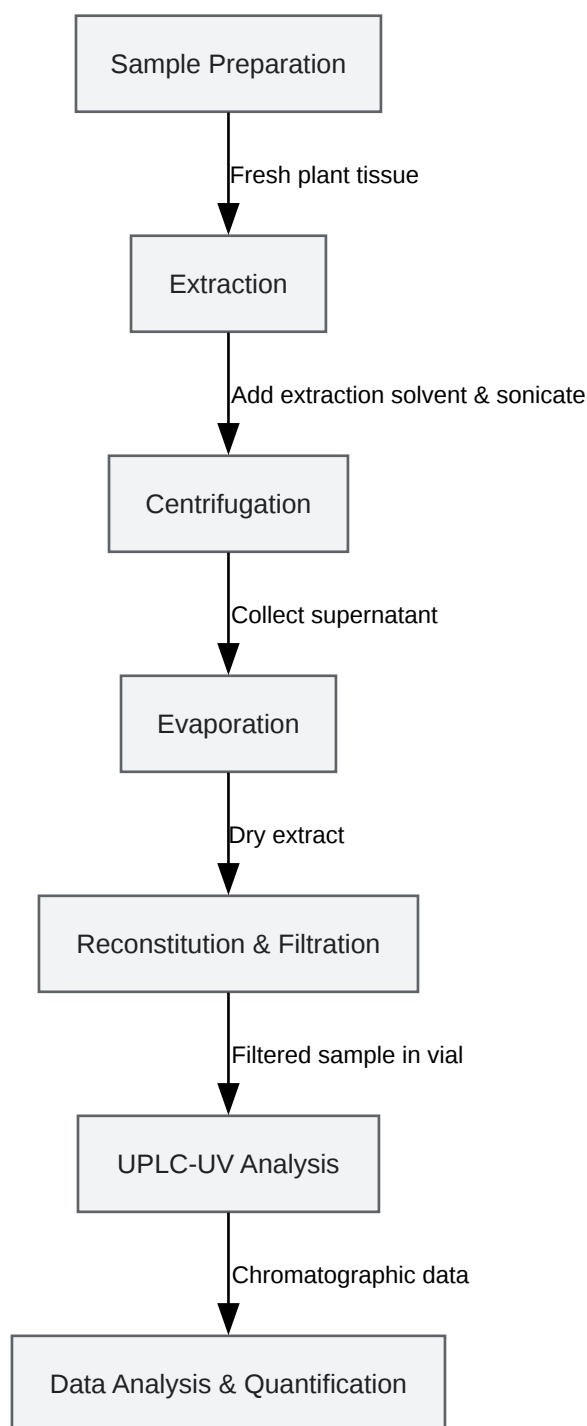 Sample Preparation
Fresh plant tissue
Extraction
Add extraction solvent & sonicate
Centrifugation
Collect supernatant
Evaporation
Dry extract
Reconstitution & Filtration
Filtered sample in vial
UPLC-UV Analysis
Chromatographic data
Data Analysis & Quantification